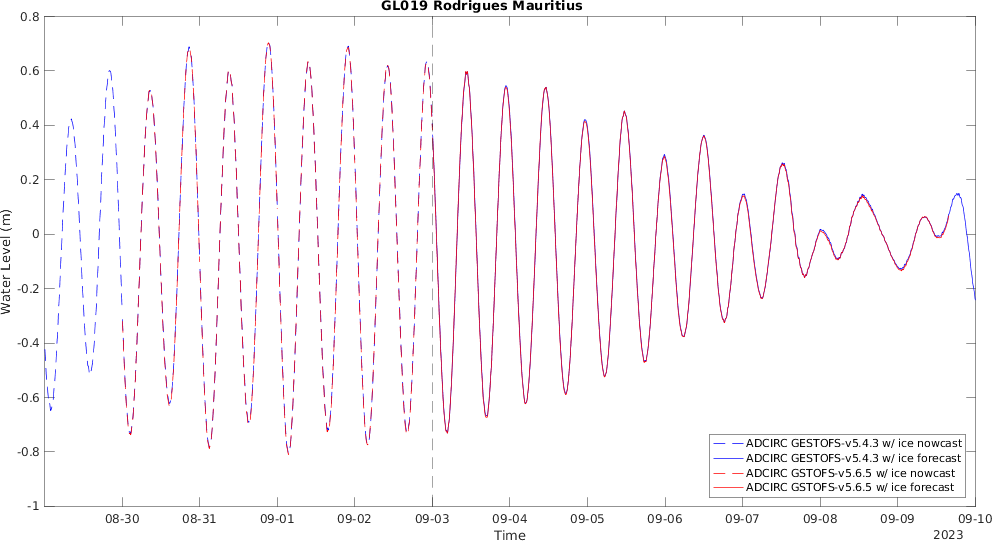 GL019 Rodrigues Mauritius
0.8
0.6
0.4
0.2
0
-0.2
-0.4
-0.6
-0.8
-1
Water Level (m)
ADCIRC GESTOFS-v5.4.3 w/ ice nowcast
ADCIRC GESTOFS-v5.4.3 w/ ice forecast
ADCIRC GSTOFS-v5.6.5 w/ ice nowcast
ADCIRC GSTOFS-v5.6.5 w/ ice forecast
08-30 08-31 09-01 09-02 09-03 09-04 09-05 09-06 09-07 09-08 09-09 09-10
Time 2023